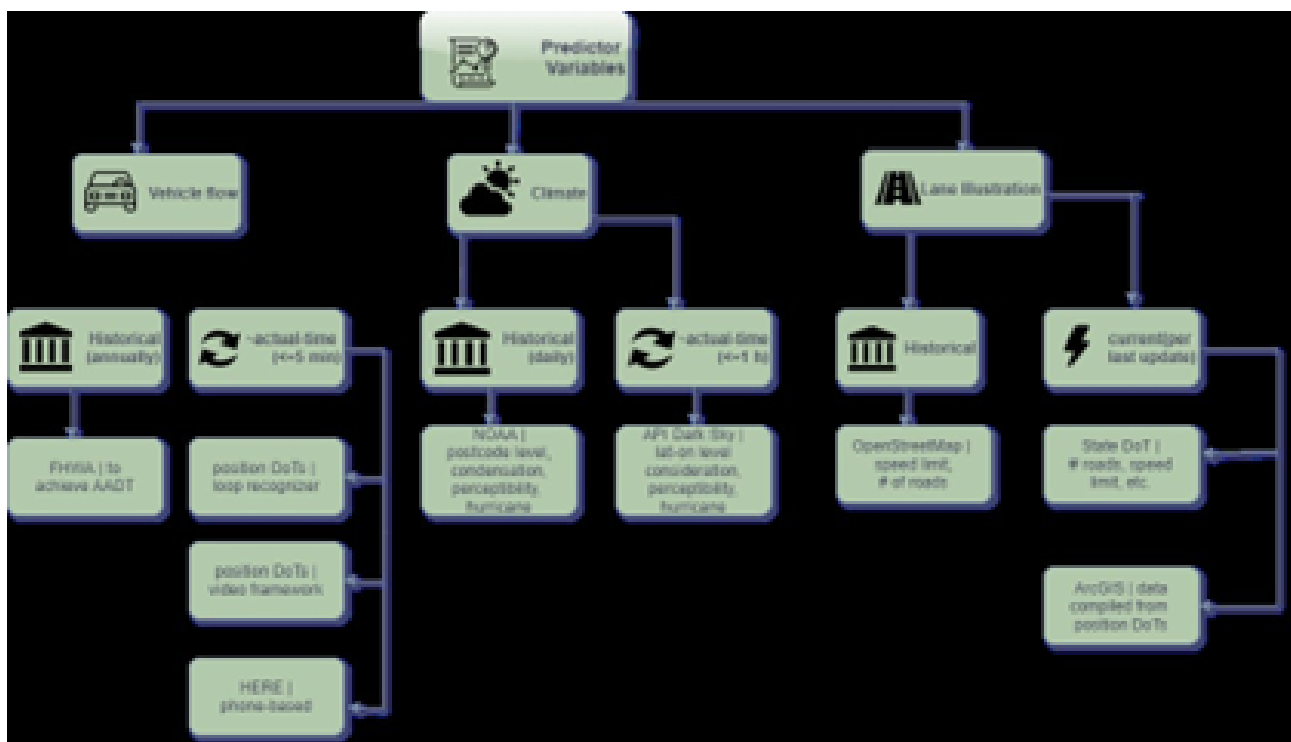 Predictor
Variables
Vehicle flow
Climate
Lane Illustration
Historical
(annually)
~actual-time
(<~5 min)
Historical
(daily)
~actual-time
(<~1 h)
Historical
current(per
last update)
FHWA | to
achieve AADT
position DoTs |
loop recognizer
NOAA |
postcode level,
condensation,
perceptibility,
hurricane
API Dark Sky |
lat-on level
consideration,
perceptibility,
hurricane
OpenStreetMap |
speed limit,
# of roads
State DoT |
# roads, speed
limit, etc.
position DoTs |
video framework
ArcGIS | data
compiled from
position DoTs
HERE |
phone-based